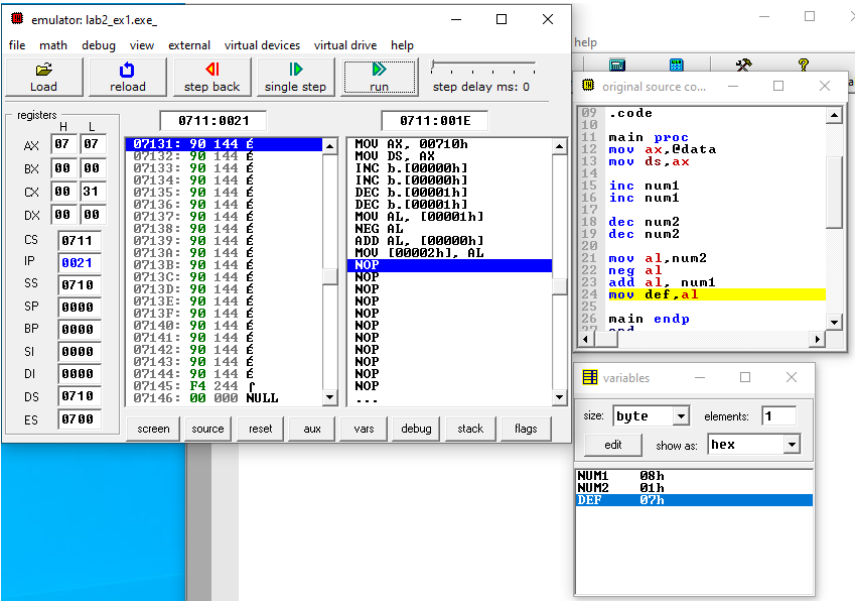 emulator: lab2_ex1.exe_
file math debug view external virtual devices virtual drive help
Load reload step back single step run step delay ms: 0
registers
H L
0711:0021
0711:001E
AX 07 07
BX 00 00
CX 00 31
DX 00 00
CS 0711
IP 0021
SS 0710
SP 0000
BP 0000
SI 0000
DI 0000
DS 0710
ES 0700
07131: 90 144 É
07132: 90 144 É
07133: 90 144 É
07134: 90 144 É
07135: 90 144 É
07136: 90 144 É
07137: 90 144 É
07138: 90 144 É
07139: 90 144 É
0713A: 90 144 É
0713B: 90 144 É
0713C: 90 144 É
0713D: 90 144 É
0713E: 90 144 É
0713F: 90 144 É
07140: 90 144 É
07141: 90 144 É
07142: 90 144 É
07143: 90 144 É
07144: 90 144 É
07145: F4 244 ⌠
07146: 00 000 NULL
MOV AX, 00710h
MOV DS, AX
INC b.[00000h]
INC b.[00000h]
DEC b.[00001h]
DEC b.[00001h]
MOV AL, [00001h]
NEG AL
ADD AL, [00000h]
MOV [00002h], AL
NOP
NOP
NOP
NOP
NOP
NOP
NOP
NOP
NOP
NOP
NOP
...
screen source reset aux vars debug stack flags
help
original source co...
09 .code
10
11 main proc
12 mov ax,@data
13 mov ds,ax
14
15 inc num1
16 inc num1
17
18 dec num2
19 dec num2
20
21 mov al,num2
22 neg al
23 add al, num1
24 mov def,al
25
26 main endp
27 end
variables
size: byte elements: 1
edit show as: hex
NUM1 08h
NUM2 01h
DEF 07h